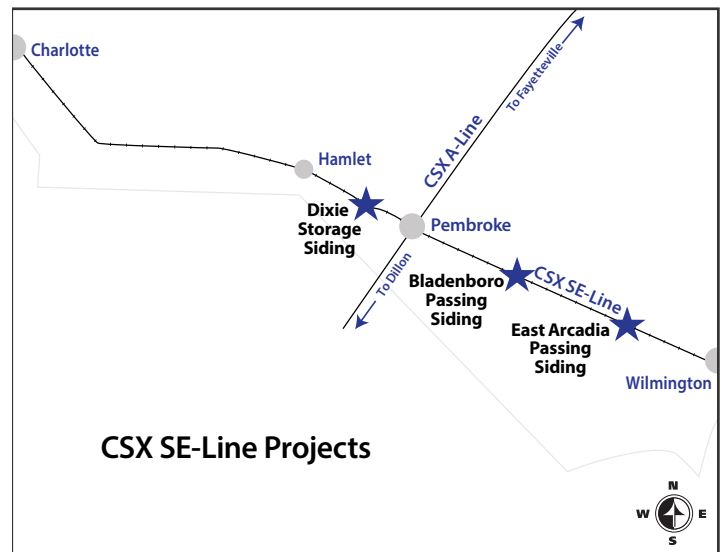 Charlotte
To Fayetteville
CSX A-Line
Hamlet
Dixie
Storage
Siding
Pembroke
To Dillon
Bladenboro
Passing
Siding
CSX SE-Line
East Arcadia
Passing
Siding
Wilmington
CSX SE-Line Projects
N
W
E
S